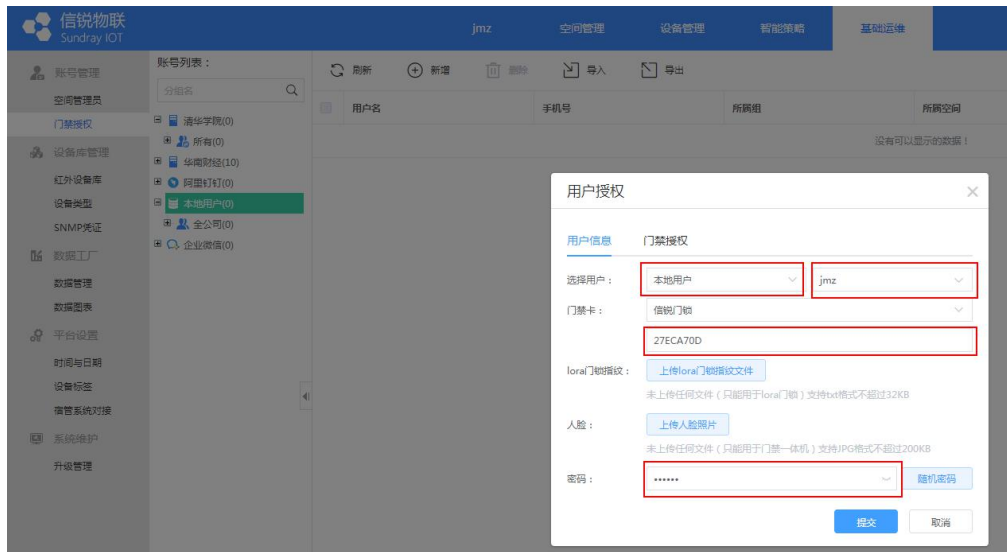 信锐物联
Sundray IOT
jmz
空间管理
设备管理
智能策略
基础运维
账号管理
空间管理员
门禁授权
设备库管理
红外设备库
设备类型
SNMP凭证
数据工厂
数据管理
数据图表
平台设置
时间与日期
设备标签
宿管系统对接
系统维护
升级管理
账号列表：
分组名
清华学院(0)
所有(0)
华南财经(10)
阿里钉钉(0)
本地用户(0)
全公司(0)
企业微信(0)
刷新
新增
删除
导入
导出
用户名
手机号
所属组
所属空间
没有可以显示的数据！
用户授权
用户信息
门禁授权
选择用户：
本地用户
jmz
门禁卡：
信锐门锁
27ECA70D
lora门锁指纹：
上传lora门锁指纹文件
未上传任何文件（只能用于lora门锁）支持txt格式不超过32KB
人脸：
上传人脸照片
未上传任何文件（只能用于门禁一体机）支持JPG格式不超过200KB
密码：
••••••
随机密码
提交
取消